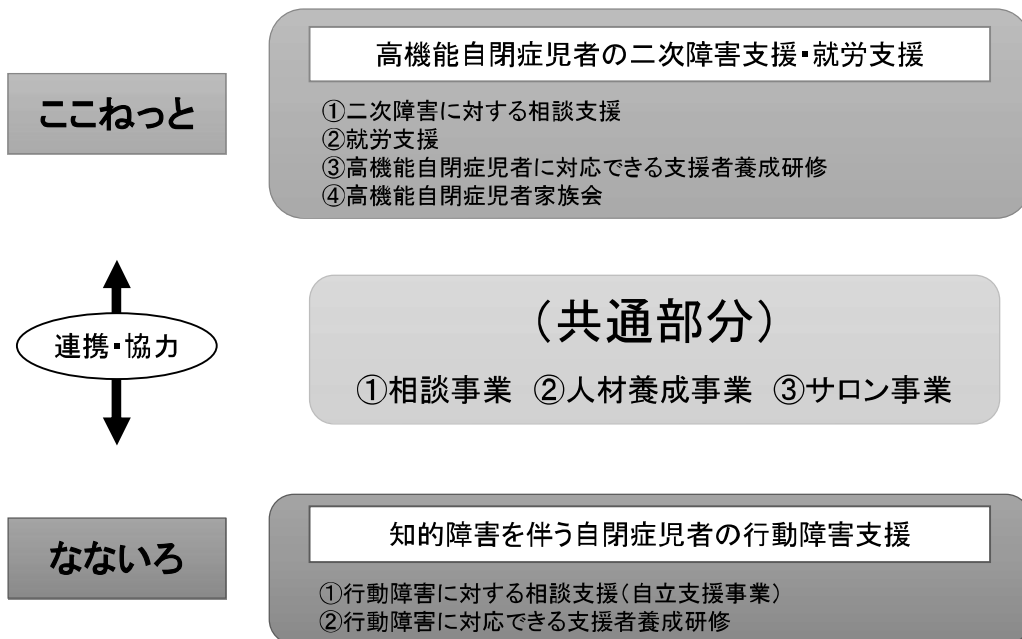 ここねっと
高機能自閉症児者の二次障害支援・就労支援
①二次障害に対する相談支援
②就労支援
③高機能自閉症児者に対応できる支援者養成研修
④高機能自閉症児者家族会
連携・協力
(共通部分)
①相談事業 ②人材養成事業 ③サロン事業
なないろ
知的障害を伴う自閉症児者の行動障害支援
①行動障害に対する相談支援(自立支援事業)
②行動障害に対応できる支援者養成研修